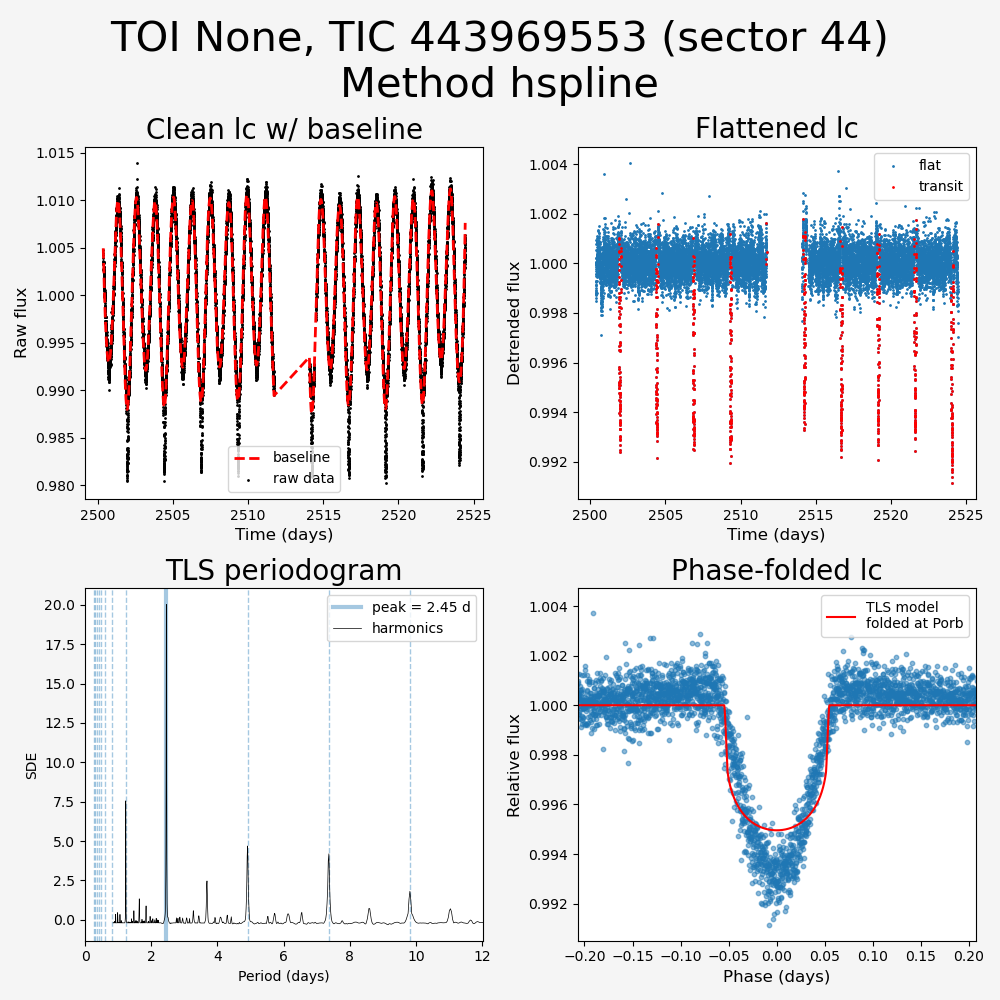 TOI None, TIC 443969553 (sector 44)
Method hspline
Clean lc w/ baseline
1.015
1.010
1.005
1.000
0.995
0.990
0.985
0.980
Raw flux
baseline
raw data
2500
2505
2510
2515
2520
2525
Time (days)
Flattened lc
1.004
1.002
1.000
0.998
0.996
0.994
0.992
Detrended flux
flat
transit
2500
2505
2510
2515
2520
2525
Time (days)
TLS periodogram
20.0
17.5
15.0
12.5
10.0
7.5
5.0
2.5
0.0
SDE
peak = 2.45 d
harmonics
0
2
4
6
8
10
12
Period (days)
Phase-folded lc
1.004
1.002
1.000
0.998
0.996
0.994
0.992
Relative flux
TLS model
folded at Porb
−0.20
−0.15
−0.10
−0.05
0.00
0.05
0.10
0.15
0.20
Phase (days)